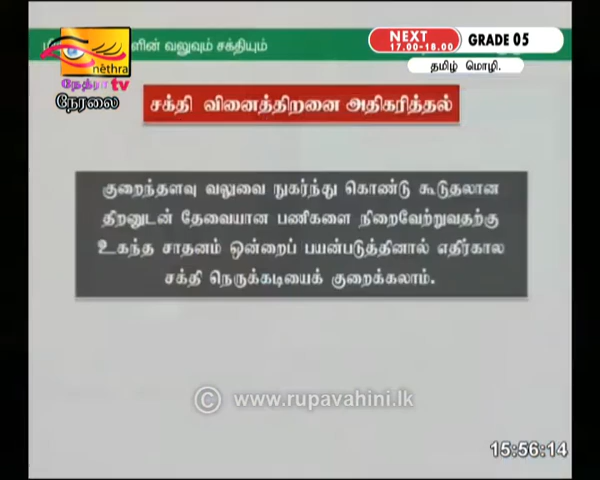 ளின் வலுவும் சக்தியும்
NEXT
17.00-18.00
GRADE 05
தமிழ் மொழி.
nethra
நேத்ரா tv
நேரலை
சக்தி வினைத்திறனை அதிகரித்தல்
குறைந்தளவு வலுவை நுகர்ந்து கொண்டு கூடுதலான
திறனுடன் தேவையான பணிகளை நிறைவேற்றுவதற்கு
உகந்த சாதனம் ஒன்றைப் பயன்படுத்தினால் எதிர்கால
சக்தி நெருக்கடியைக் குறைக்கலாம்.
© www.rupavahini.lk
15:56:14